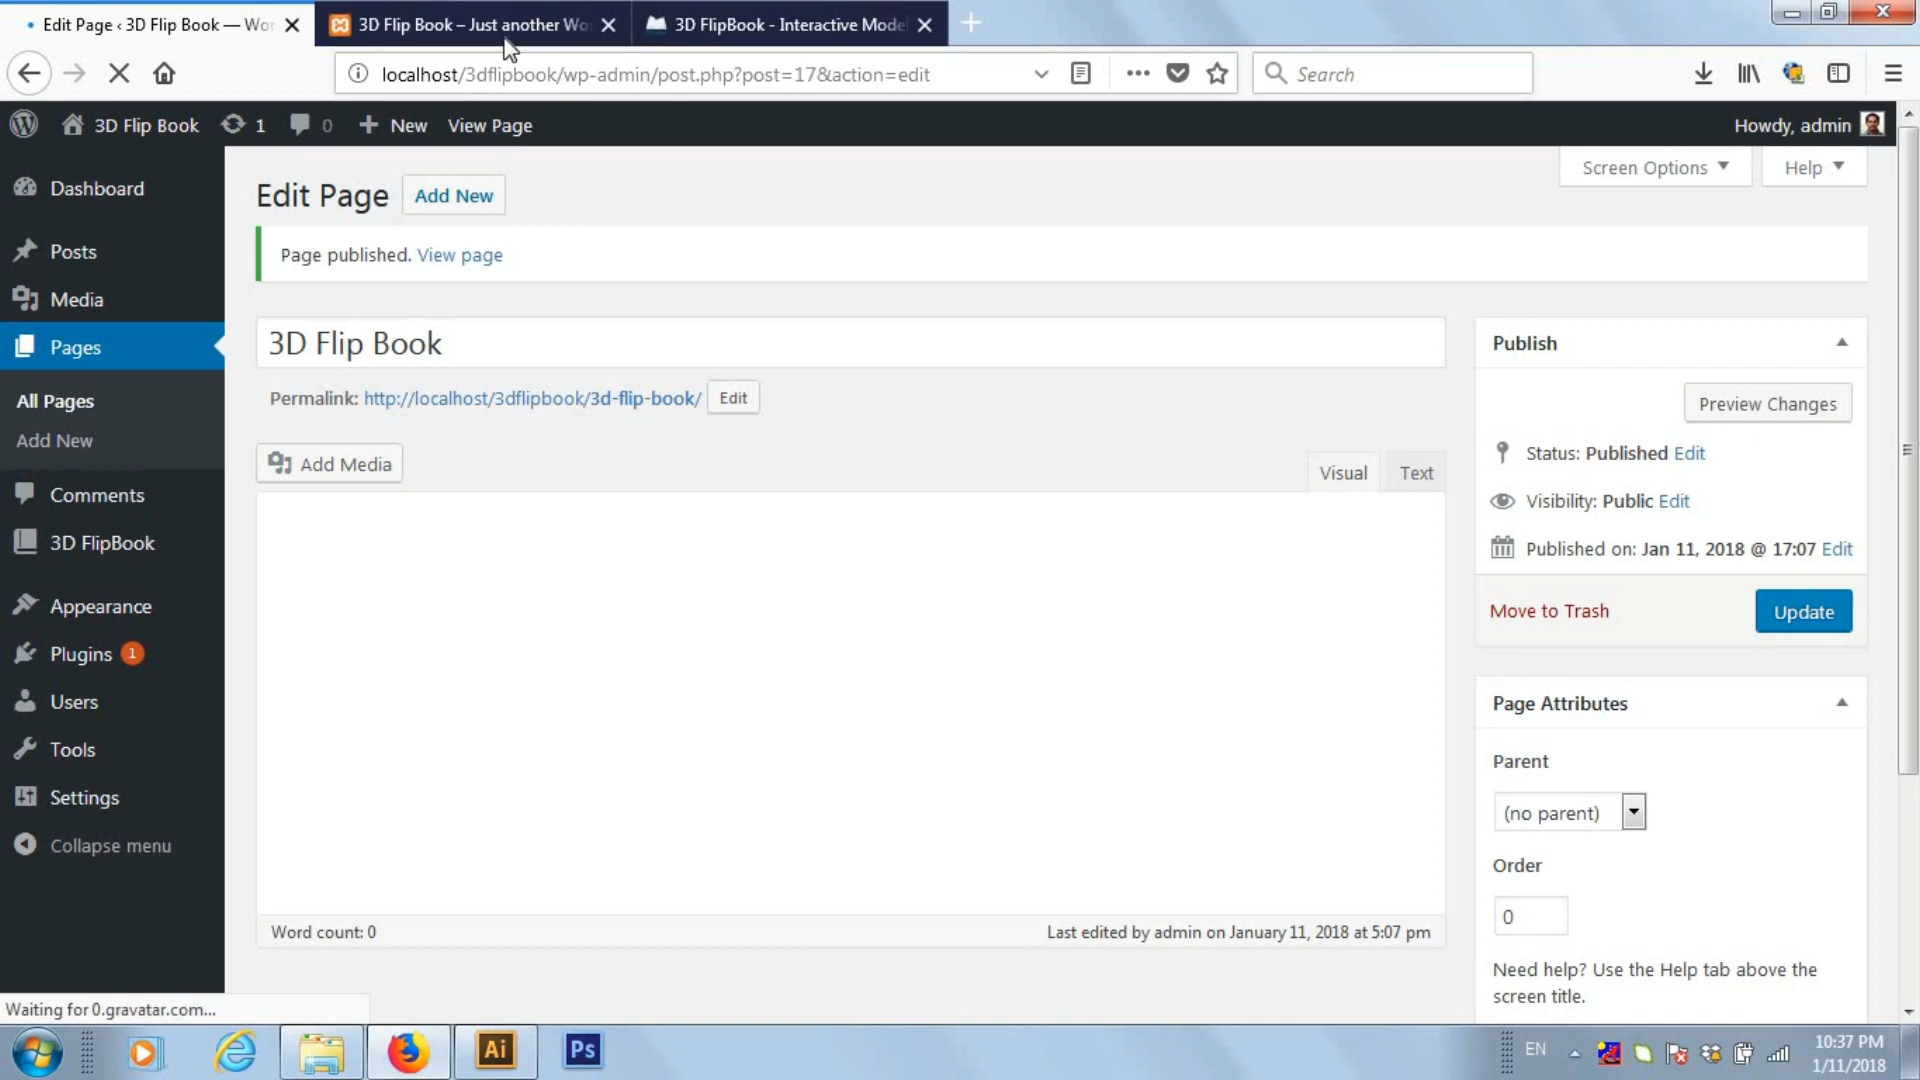 Edit Page ‹ 3D Flip Book — Wor
3D Flip Book – Just another Wo
3D FlipBook - Interactive Mode
localhost/3dflipbook/wp-admin/post.php?post=17&action=edit
Search
3D Flip Book
1
0
New
View Page
Howdy, admin
Screen Options
Help
Dashboard
Posts
Media
Pages
All Pages
Add New
Comments
3D FlipBook
Appearance
Plugins 1
Users
Tools
Settings
Collapse menu
Edit Page
Add New
Page published. View page
3D Flip Book
Permalink: http://localhost/3dflipbook/3d-flip-book/
Edit
Add Media
Visual
Text
Word count: 0
Last edited by admin on January 11, 2018 at 5:07 pm
Publish
Preview Changes
Status: Published Edit
Visibility: Public Edit
Published on: Jan 11, 2018 @ 17:07 Edit
Move to Trash
Update
Page Attributes
Parent
(no parent)
Order
0
Need help? Use the Help tab above the
screen title.
Waiting for 0.gravatar.com...
Ai
Ps
EN
10:37 PM
1/11/2018